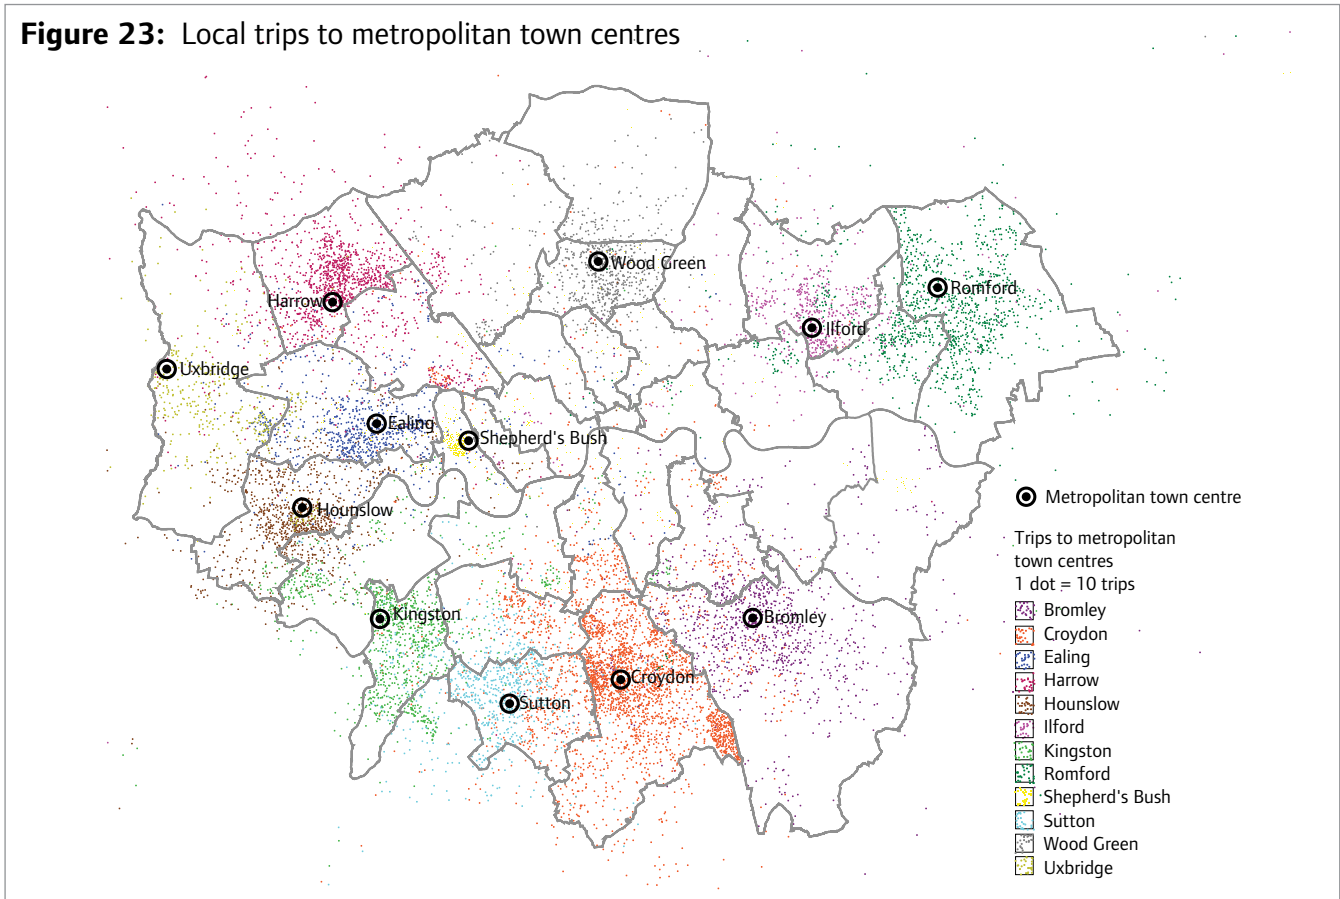 Figure 23: Local trips to metropolitan town centres
Wood Green
Harrow
Romford
Ilford
Uxbridge
Ealing
Shepherd's Bush
Hounslow
Kingston
Bromley
Croydon
Sutton
Metropolitan town centre
Trips to metropolitan
town centres
1 dot = 10 trips
Bromley
Croydon
Ealing
Harrow
Hounslow
Ilford
Kingston
Romford
Shepherd's Bush
Sutton
Wood Green
Uxbridge